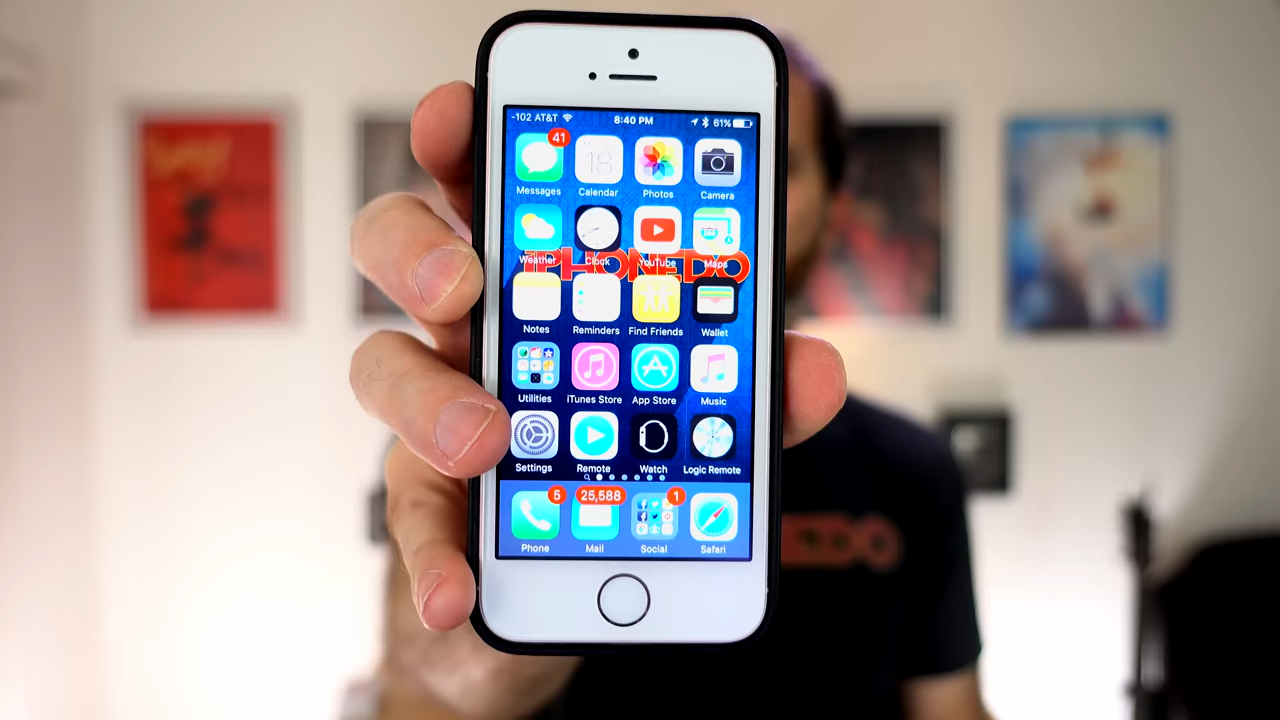 -102 AT&T 8:40 PM 61%
41
18
Messages Calendar Photos Camera
Weather Clock YouTube Maps
IPHONEDO
Notes Reminders Find Friends Wallet
Utilities iTunes Store App Store Music
Settings Remote Watch Logic Remote
5 25,588 1
Phone Mail Social Safari
EDO